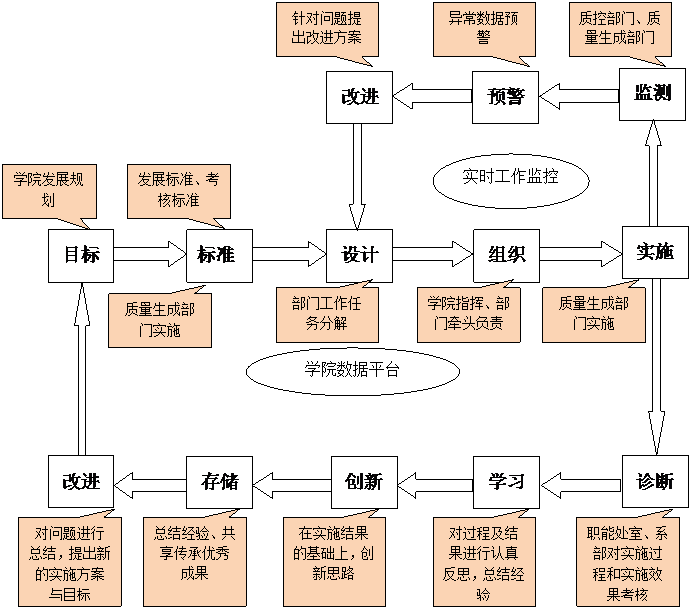 针对问题提
出改进方案
异常数据预
警
质控部门、质
量生成部门
改进
预警
监测
实时工作监控
学院发展规
划
发展标准、考
核标准
目标
标准
设计
组织
实施
质量生成部
门实施
部门工作任
务分解
学院指挥、部
门牵头负责
质量生成部
门实施
学院数据平台
改进
存储
创新
学习
诊断
对问题进行
总结，提出新
的实施方案
与目标
总结经验、共
享传承优秀
成果
在实施结果
的基础上，创
新思路
对过程及结
果进行认真
反思，总结经
验
职能处室、系
部对实施过
程和实施效
果考核